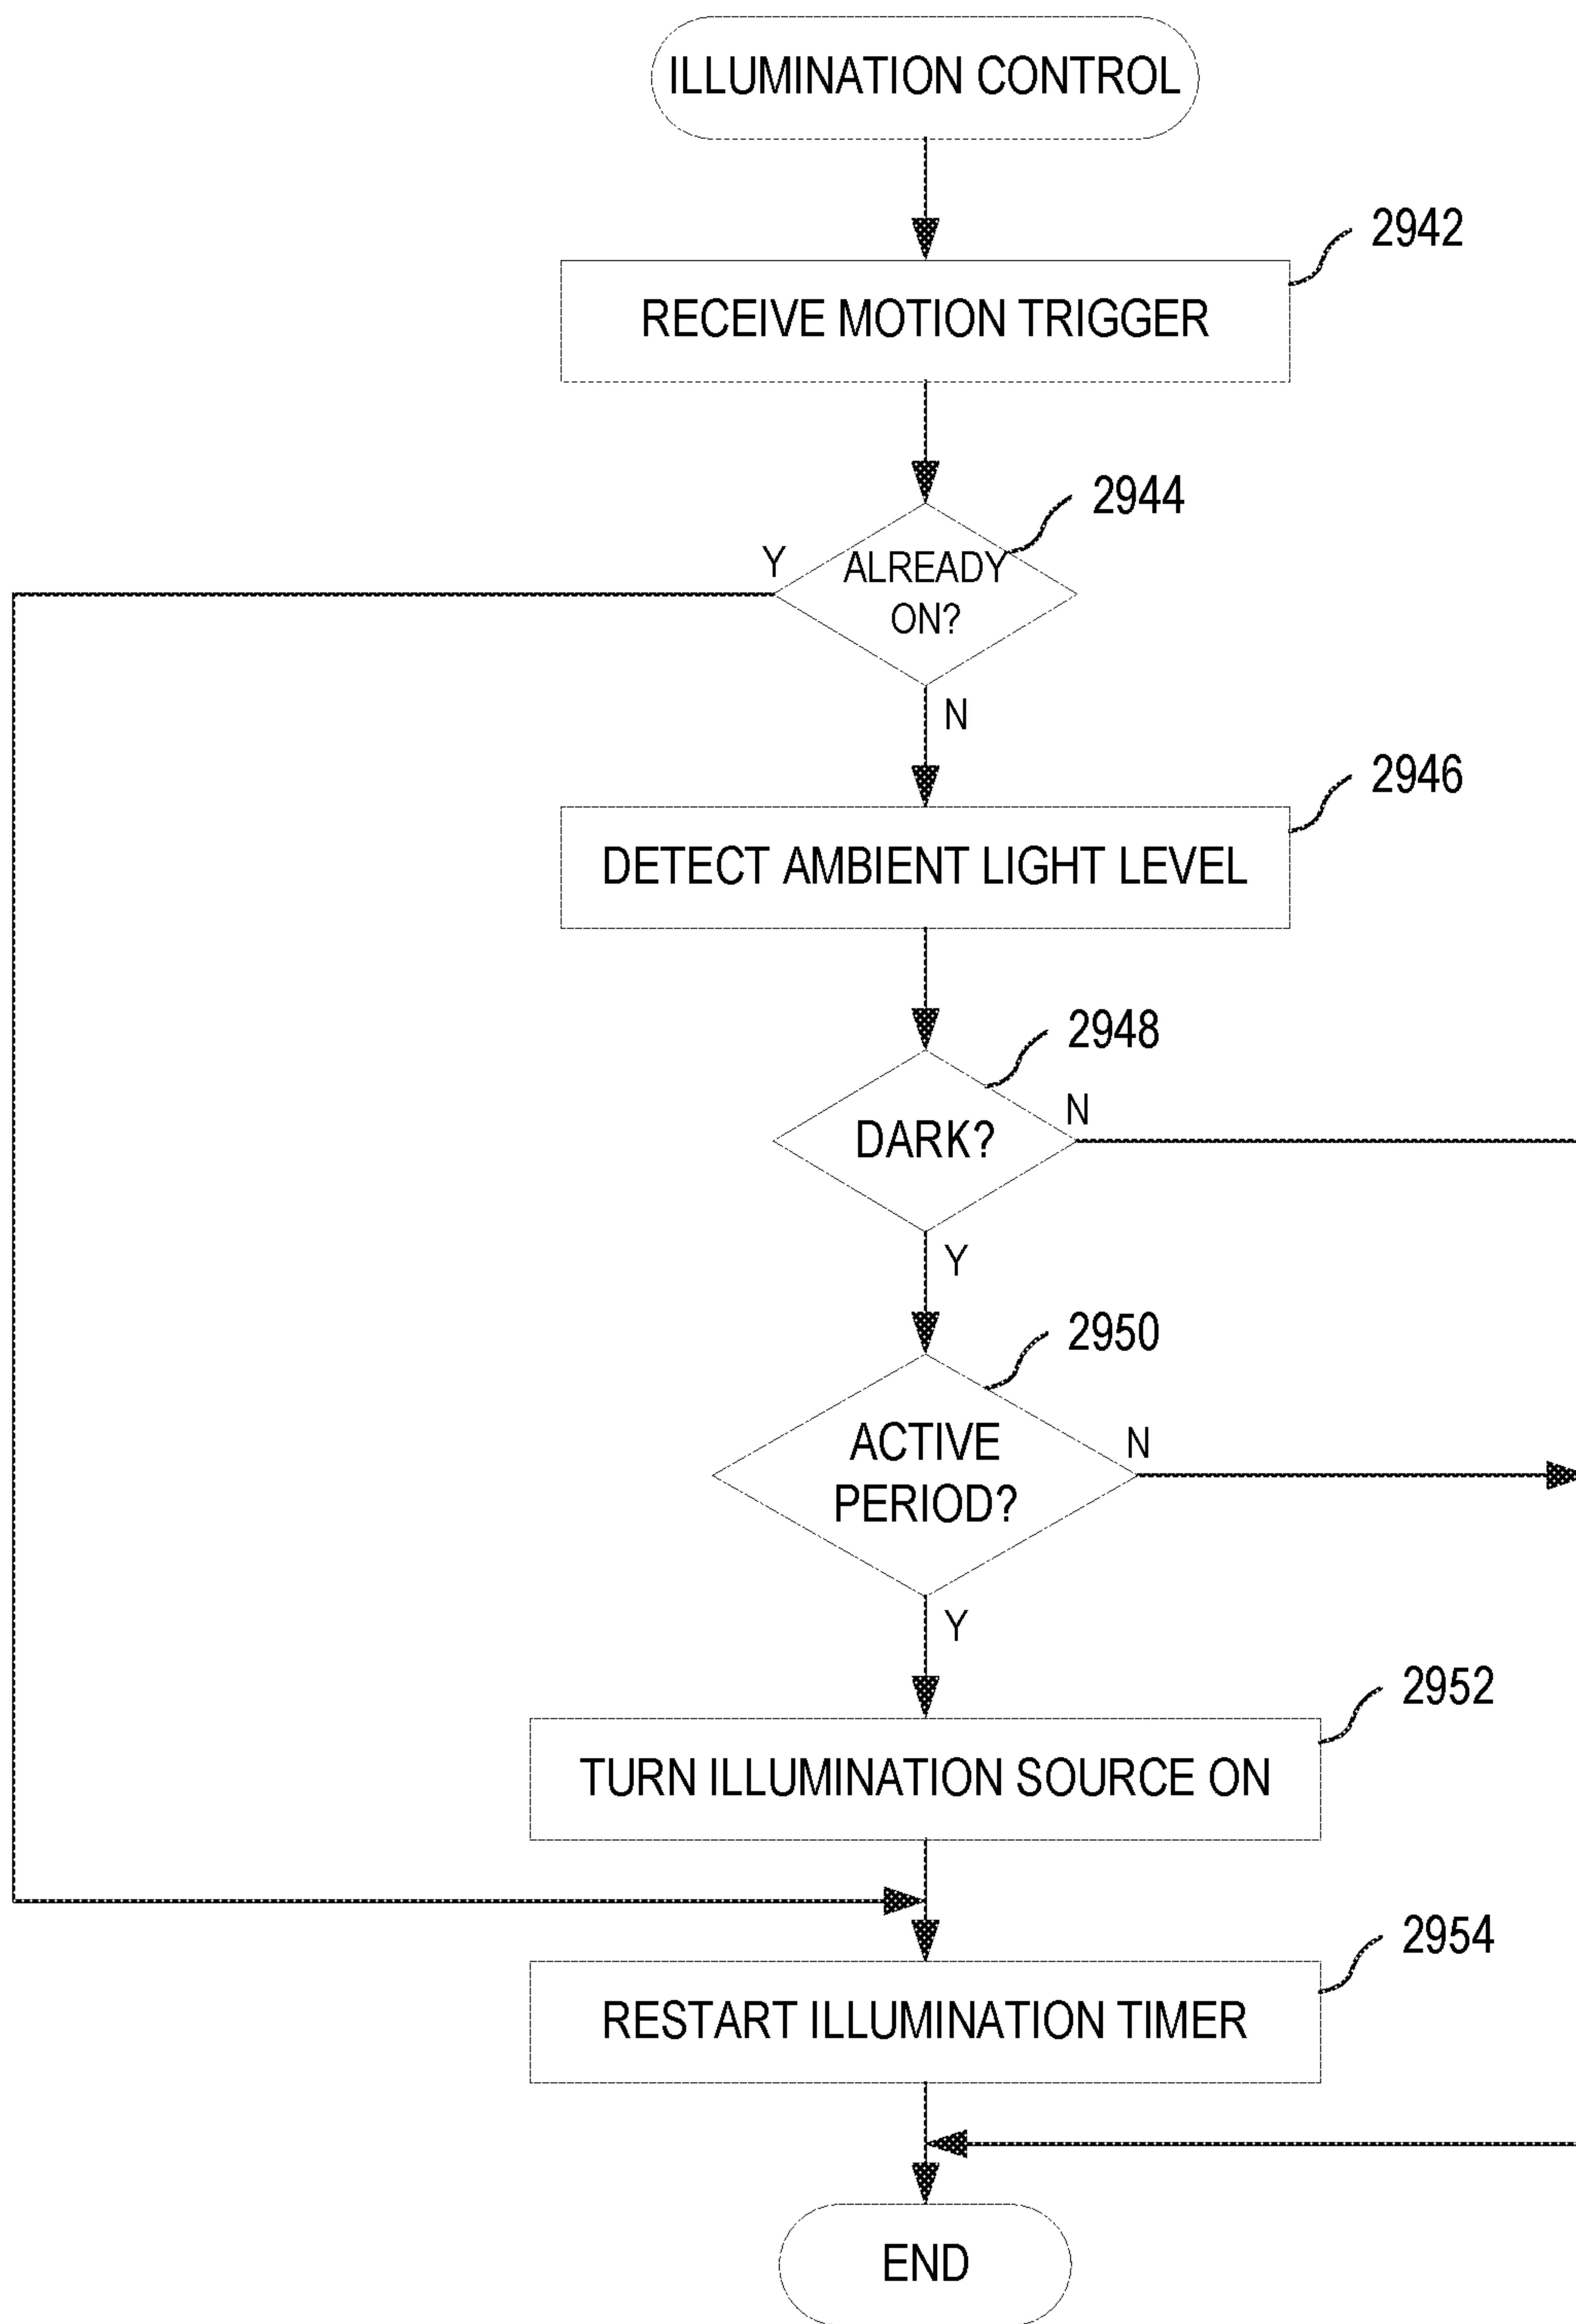 ILLUMINATION CONTROL
2942
RECEIVE MOTION TRIGGER
2944
Y
ALREADY
ON?
N
2946
DETECT AMBIENT LIGHT LEVEL
2948
N
DARK?
Y
2950
N
ACTIVE
PERIOD?
Y
2952
TURN ILLUMINATION SOURCE ON
2954
RESTART ILLUMINATION TIMER
END